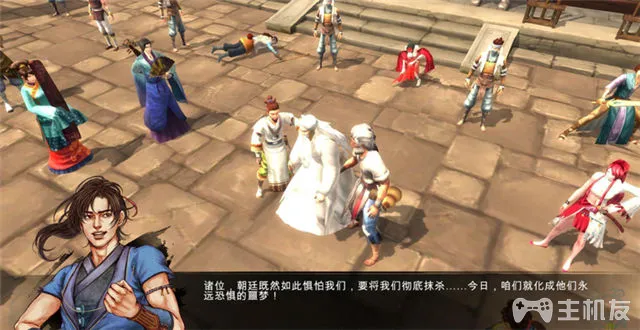 诸位，朝廷既然如此惧怕我们，要将我们彻底抹杀……今日，咱们就化成他们永
远恐惧的噩梦！
主机友